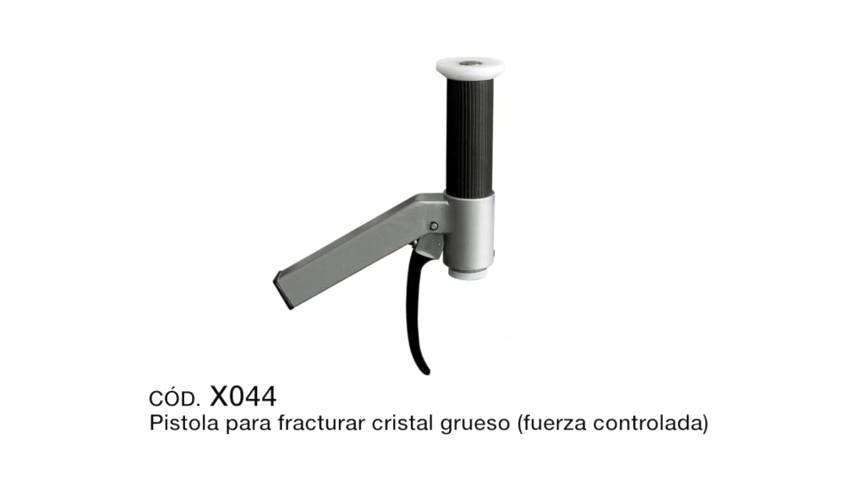 CÓD. X044
Pistola para fracturar cristal grueso (fuerza controlada)